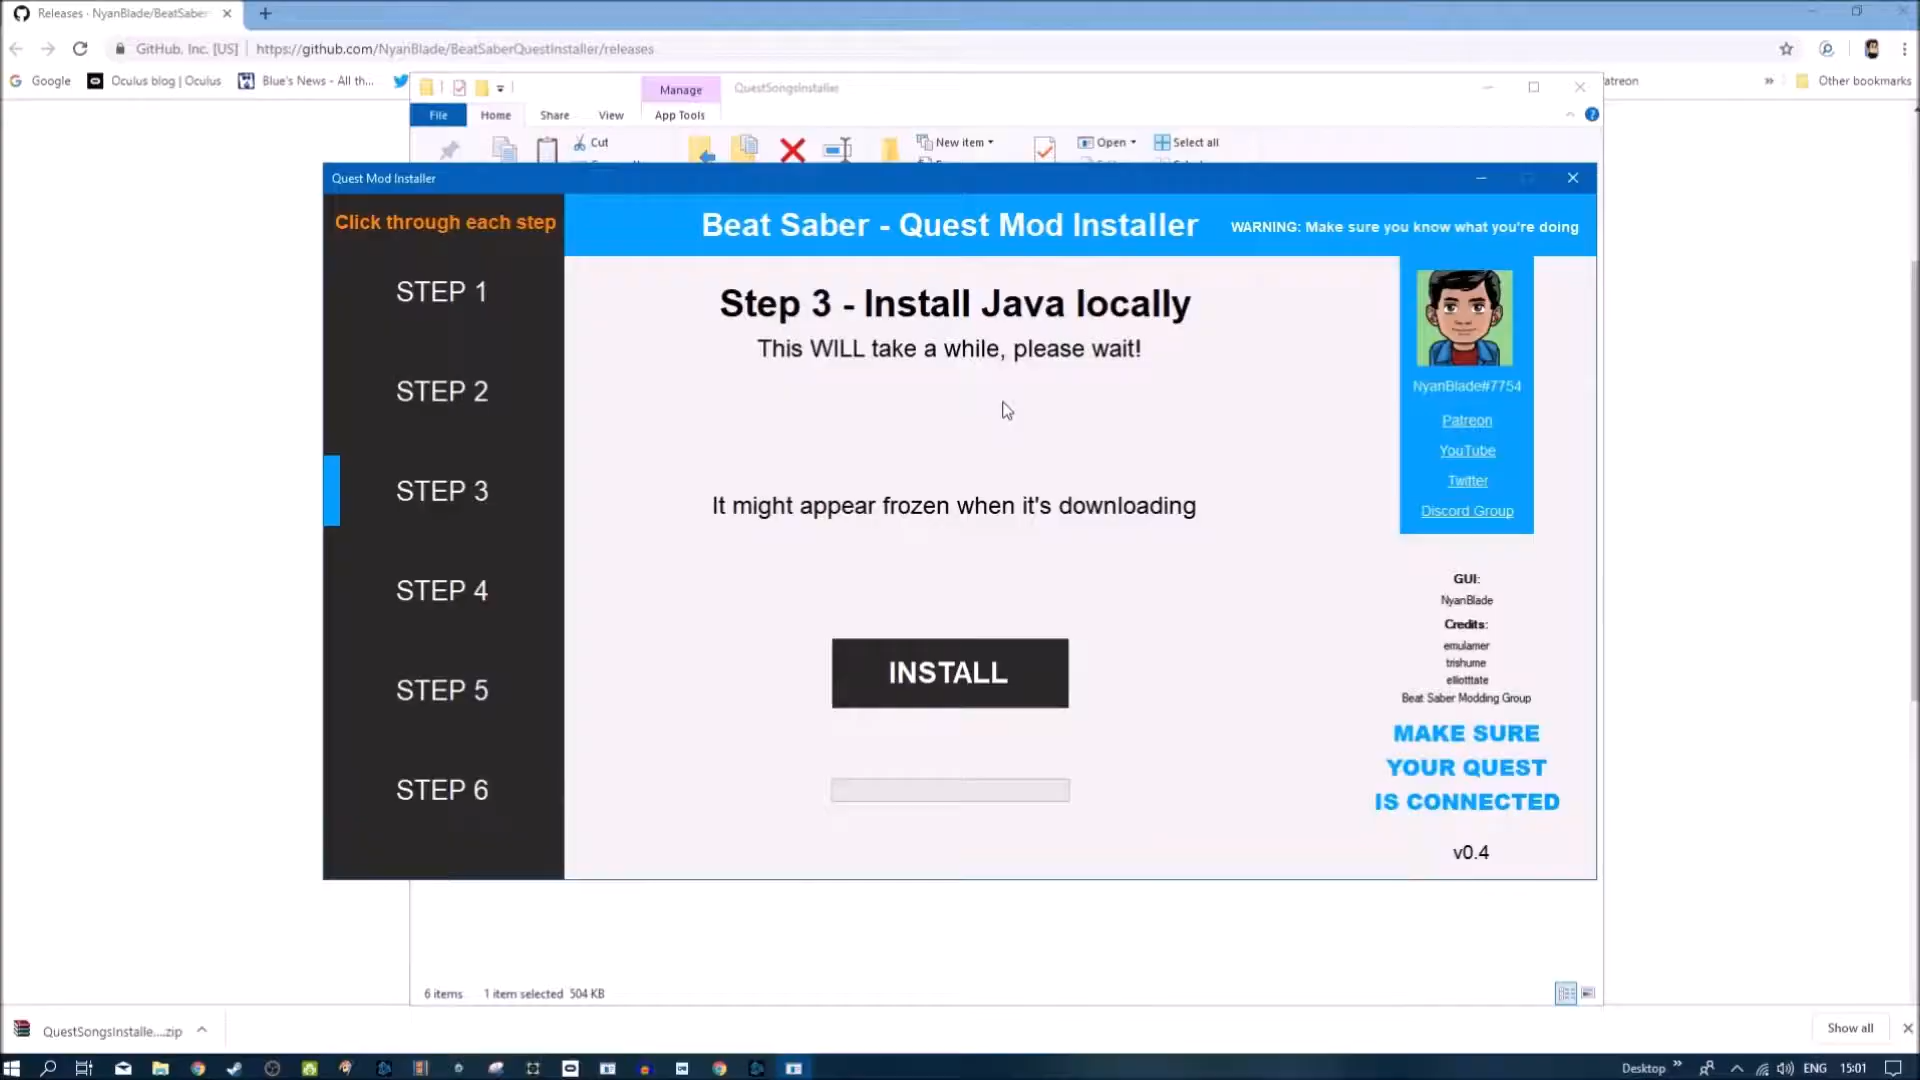 Releases · NyanBlade/BeatSaber
GitHub, Inc. [US]
https://github.com/NyanBlade/BeatSaberQuestInstaller/releases
Google
Oculus blog | Oculus
Blue's News - All th...
atreon
»
Other bookmarks
Manage
QuestSongsInstaller
File
Home
Share
View
App Tools
Cut
New item
Open
Select all
Quest Mod Installer
Click through each step
Beat Saber - Quest Mod Installer
WARNING: Make sure you know what you're doing
STEP 1
STEP 2
STEP 3
STEP 4
STEP 5
STEP 6
Step 3 - Install Java locally
This WILL take a while, please wait!
It might appear frozen when it's downloading
INSTALL
NyanBlade#7754
Patreon
YouTube
Twitter
Discord Group
GUI:
NyanBlade
Credits:
emulamer
trishume
elliotttate
Beat Saber Modding Group
MAKE SURE
YOUR QUEST
IS CONNECTED
v0.4
6 items
1 item selected 504 KB
QuestSongsInstalle....zip
Show all
Desktop
»
ENG
15:01